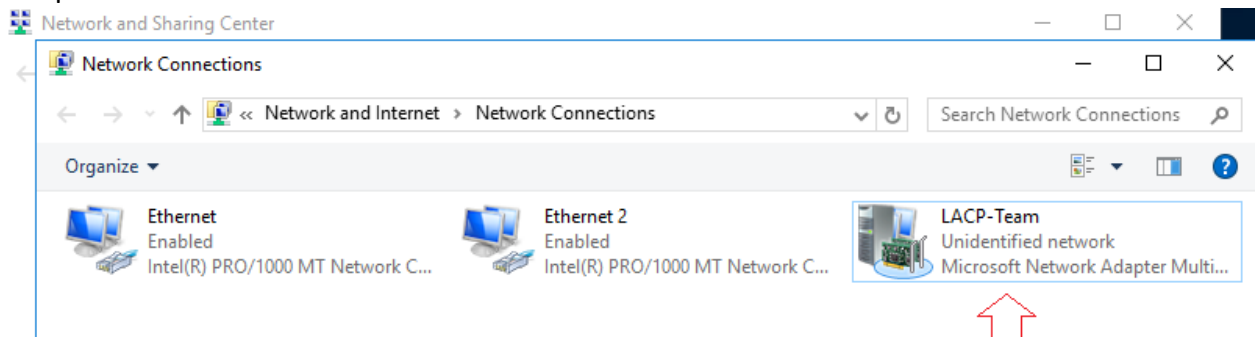 Network and Sharing Center
Network Connections
« Network and Internet > Network Connections
Search Network Connections
Organize
Ethernet
Enabled
Intel(R) PRO/1000 MT Network C...
Ethernet 2
Enabled
Intel(R) PRO/1000 MT Network C...
LACP-Team
Unidentified network
Microsoft Network Adapter Multi...